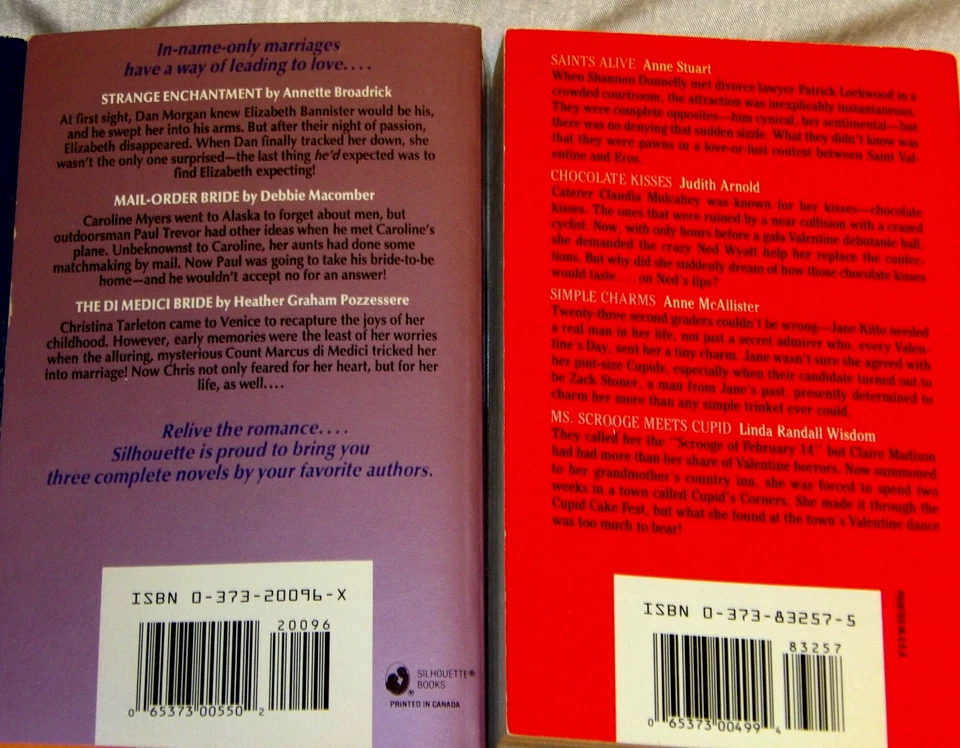 In-name-only marriages
have a way of leading to love....
STRANGE ENCHANTMENT by Annette Broadrick
At first sight, Dan Morgan knew Elizabeth Bannister would be his,
and he swept her into his arms. But after their night of passion,
Elizabeth disappeared. When Dan finally tracked her down, she
wasn't the only one surprised—the last thing he'd expected was to
find Elizabeth expecting!
MAIL-ORDER BRIDE by Debbie Macomber
Caroline Myers went to Alaska to forget about men, but
outdoorsman Paul Trevor had other ideas when he met Caroline's
plane. Unbeknownst to Caroline, her aunts had done some
matchmaking by mail. Now Paul was going to take his bride-to-be
home—and he wouldn't accept no for an answer!
THE DI MEDICI BRIDE by Heather Graham Pozzessere
Christina Tarleton came to Venice to recapture the joys of her
childhood. However, early memories were the least of her worries
when the alluring, mysterious Count Marcus di Medici tricked her
into marriage! Now Chris not only feared for her heart, but for her
life, as well....
Relive the romance....
Silhouette is proud to bring you
three complete novels by your favorite authors.
ISBN 0-373-20096-X
20096
0 65373 00550 2
SILHOUETTE®
BOOKS
PRINTED IN CANADA
SAINTS ALIVE Anne Stuart
When Shannon Donnelly met divorce lawyer Patrick Lockwood in a
crowded courtroom, the attraction was inexplicably instantaneous.
They were complete opposites—him cynical, her sentimental—but
there was no denying that sudden sizzle. What they didn't know was
that they were pawns in a love-or-lust contest between Saint Val-
entine and Eros.
CHOCOLATE KISSES Judith Arnold
Caterer Claudia Mulcahey was known for her kisses—chocolate
kisses. The ones that were ruined by a near collision with a crazed
cyclist. Now, with only hours before a gala Valentine debutante ball,
she demanded the crazy Ned Wyatt help her replace the confec-
tions. But why did she suddenly dream of how those chocolate kisses
would taste . . . on Ned's lips?
SIMPLE CHARMS Anne McAllister
Twenty-three second graders couldn't be wrong—Jane Kitto needed
a real man in her life, not just a secret admirer who, every Valen-
tine's Day, sent her a tiny charm. Jane wasn't sure she agreed with
her pint-size Cupids, especially when their candidate turned out to
be Zack Stoner, a man from Jane's past, presently determined to
charm her more than any simple trinket ever could.
MS. SCROOGE MEETS CUPID Linda Randall Wisdom
They called her the "Scrooge of February 14" but Claire Madison
had had more than her share of Valentine horrors. Now summoned
to her grandmother's country inn, she was forced to spend two
weeks in a town called Cupid's Corners. She made it through the
Cupid Cake Fest, but what she found at the town's Valentine dance
was too much to bear!
ISBN 0-373-83257-5
83257
0 65373 00499 4
PRINTED IN U.S.A.